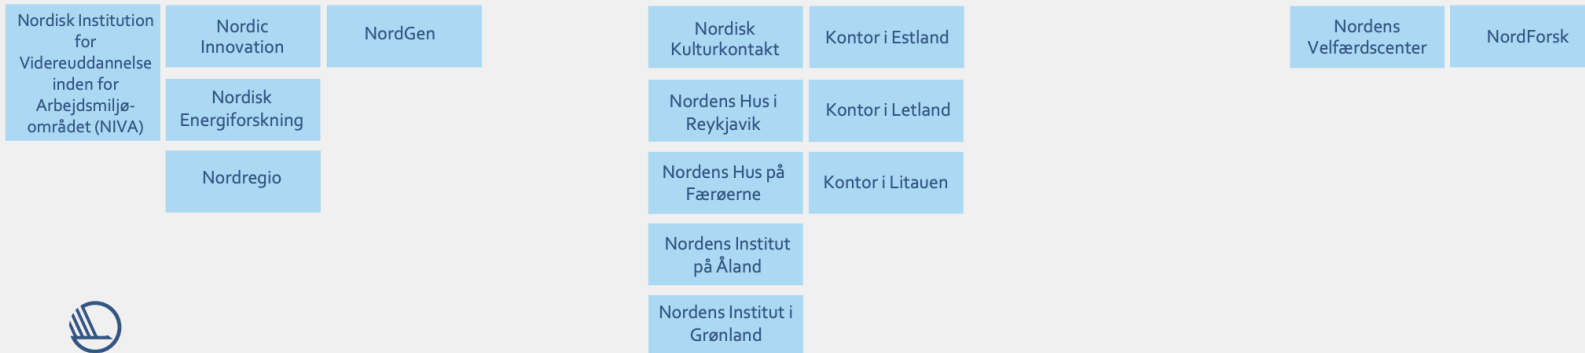 Nordisk Institution
for
Videreuddannelse
inden for
Arbejdsmiljø-
området (NIVA)
Nordic
Innovation
Nordisk
Energiforskning
Nordregio
NordGen
Nordisk
Kulturkontakt
Nordens Hus i
Reykjavik
Nordens Hus på
Færøerne
Nordens Institut
på Åland
Nordens Institut i
Grønland
Kontor i Estland
Kontor i Letland
Kontor i Litauen
Nordens
Velfærdscenter
NordForsk